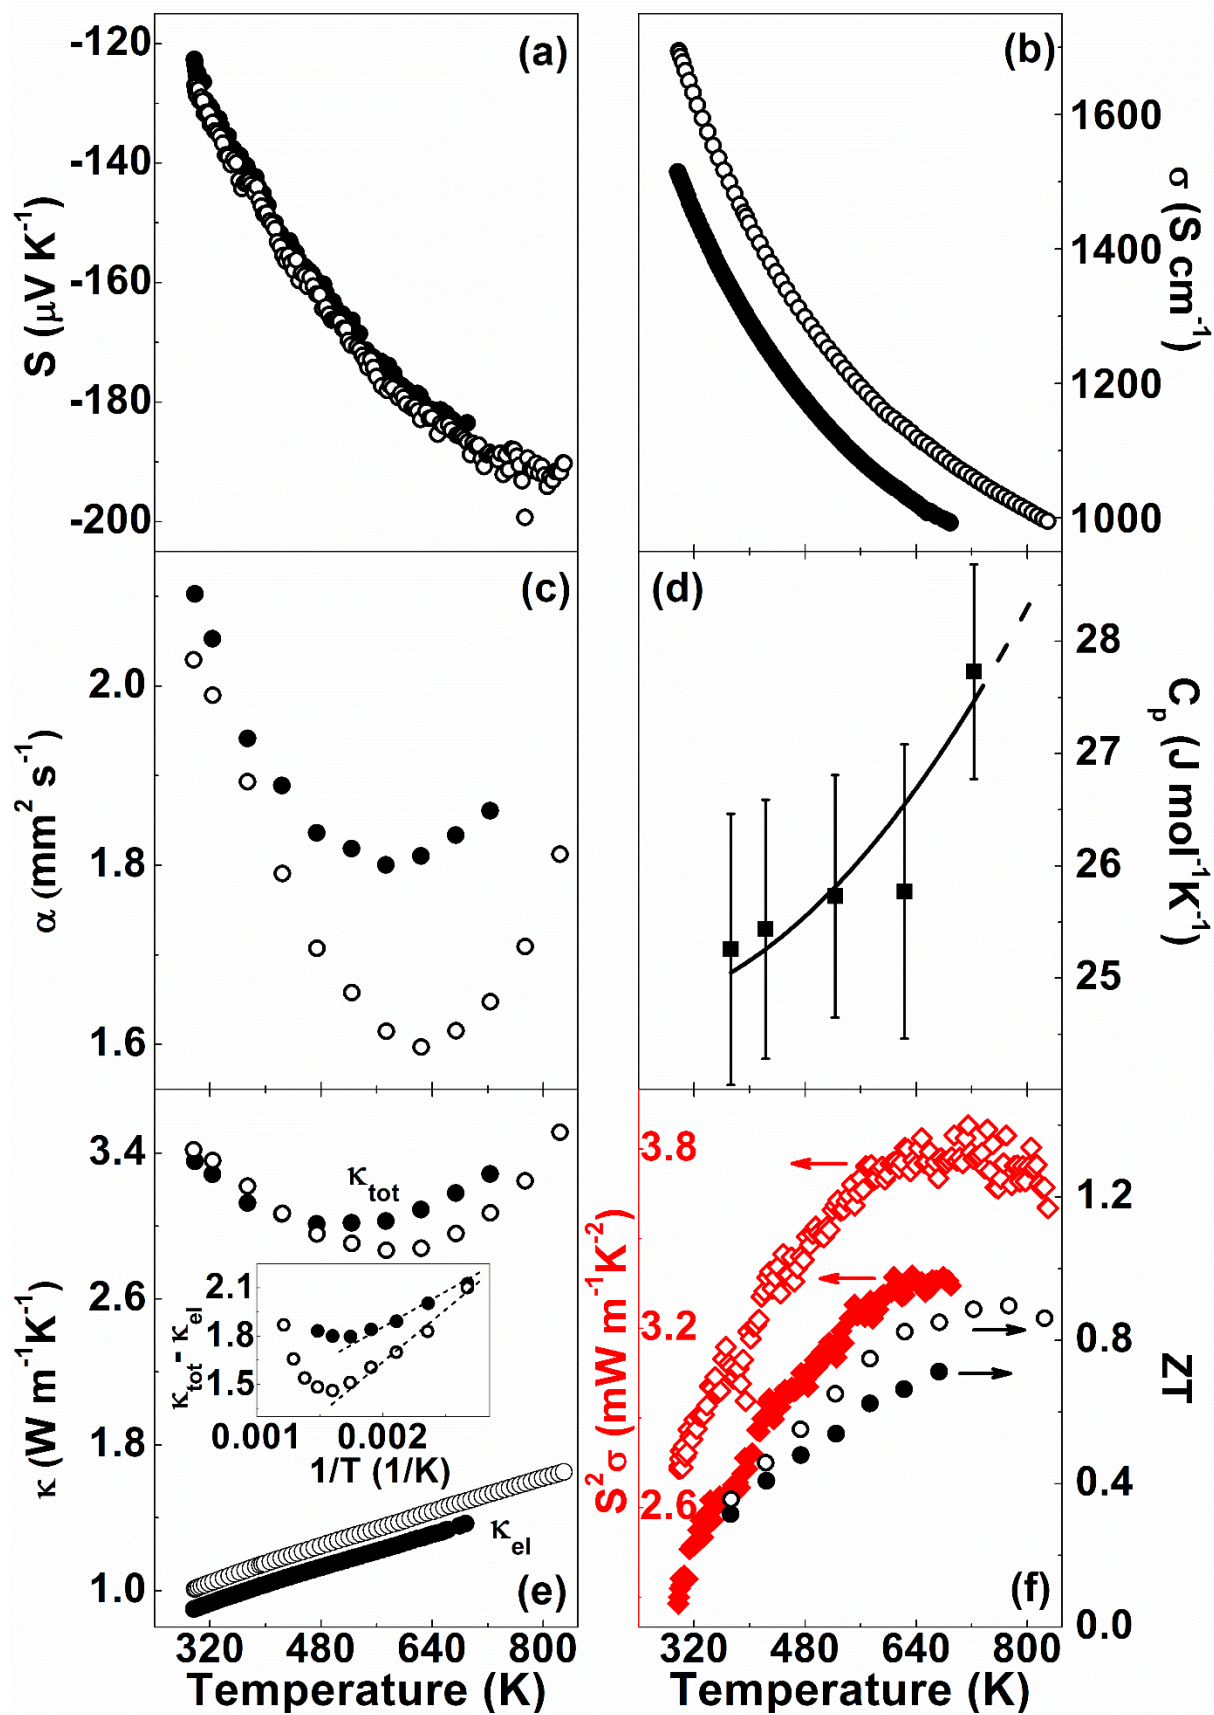 (a)
-120
-140
-160
-180
-200
S (μV K⁻¹)
(b)
1600
1400
1200
1000
σ (S cm⁻¹)
(c)
2.0
1.8
1.6
α (mm² s⁻¹)
(d)
28
27
26
25
Cₚ (J mol⁻¹K⁻¹)
3.4
2.6
1.8
1.0
κ (W m⁻¹K⁻¹)
κtot
2.1
1.8
1.5
κtot - κel
0.001 0.002
1/T (1/K)
κel
(e)
320 480 640 800
Temperature (K)
3.8
3.2
2.6
S² σ (mW m⁻¹K⁻²)
1.2
0.8
0.4
0.0
ZT
(f)
320 480 640 800
Temperature (K)